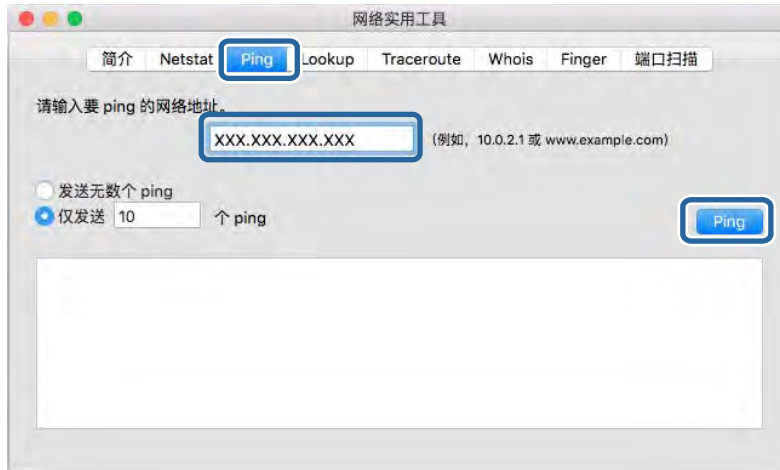 网络实用工具
简介 Netstat Ping Lookup Traceroute Whois Finger 端口扫描
请输入要 ping 的网络地址。
XXX.XXX.XXX.XXX (例如，10.0.2.1 或 www.example.com)
发送无数个 ping
仅发送 10 个 ping
Ping